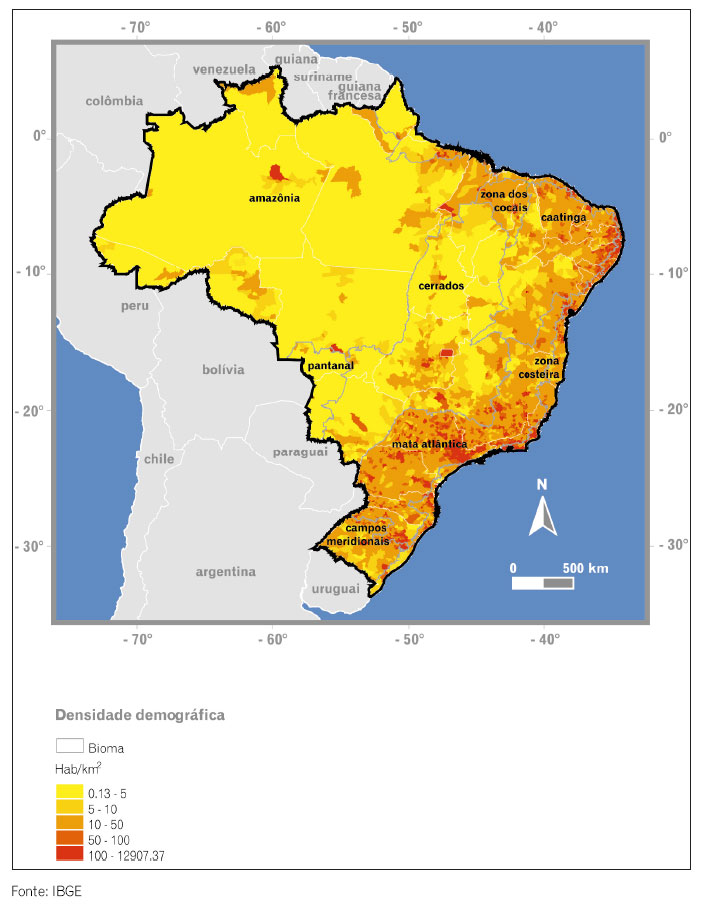 - 70°
- 60°
- 50°
- 40°
guiana
venezuela
suriname
guiana
francesa
colômbia
0°
0°
amazônia
zona dos
cocais
caatinga
- 10°
- 10°
cerrados
peru
bolívia
pantanal
zona
costeira
- 20°
- 20°
mata atlântica
paraguai
chile
N
campos
meridionais
- 30°
- 30°
0
500 km
argentina
uruguai
- 70°
- 60°
- 50°
- 40°
Densidade demográfica
Bioma
Hab/km²
0.13 - 5
5 - 10
10 - 50
50 - 100
100 - 12907.37
Fonte: IBGE